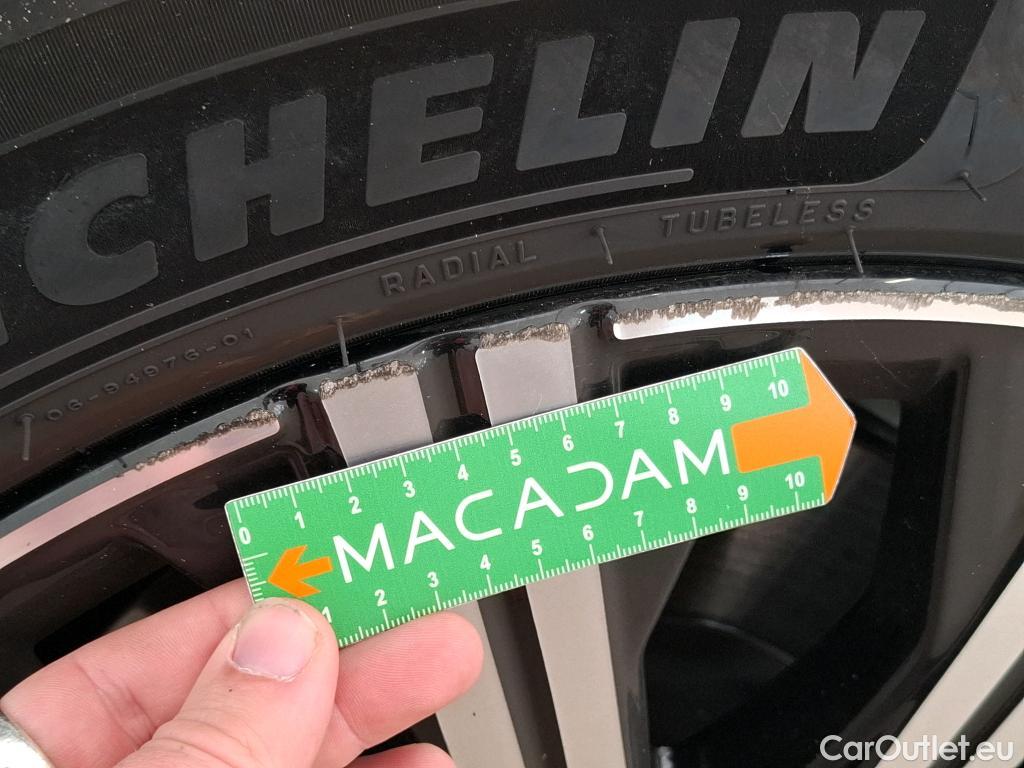 CHELIN
RADIAL TUBELESS
06-94976-01
0 1 2 3 4 5 6 7 8 9 10
MACADAM
1 2 3 4 5 6 7 8 9 10
CarOutlet.eu